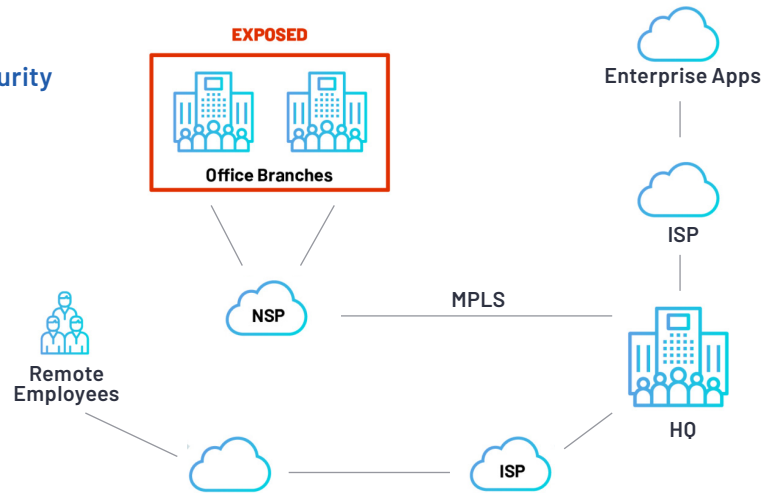 EXPOSED
urity
Enterprise Apps
Office Branches
ISP
NSP
MPLS
Remote
Employees
HQ
ISP